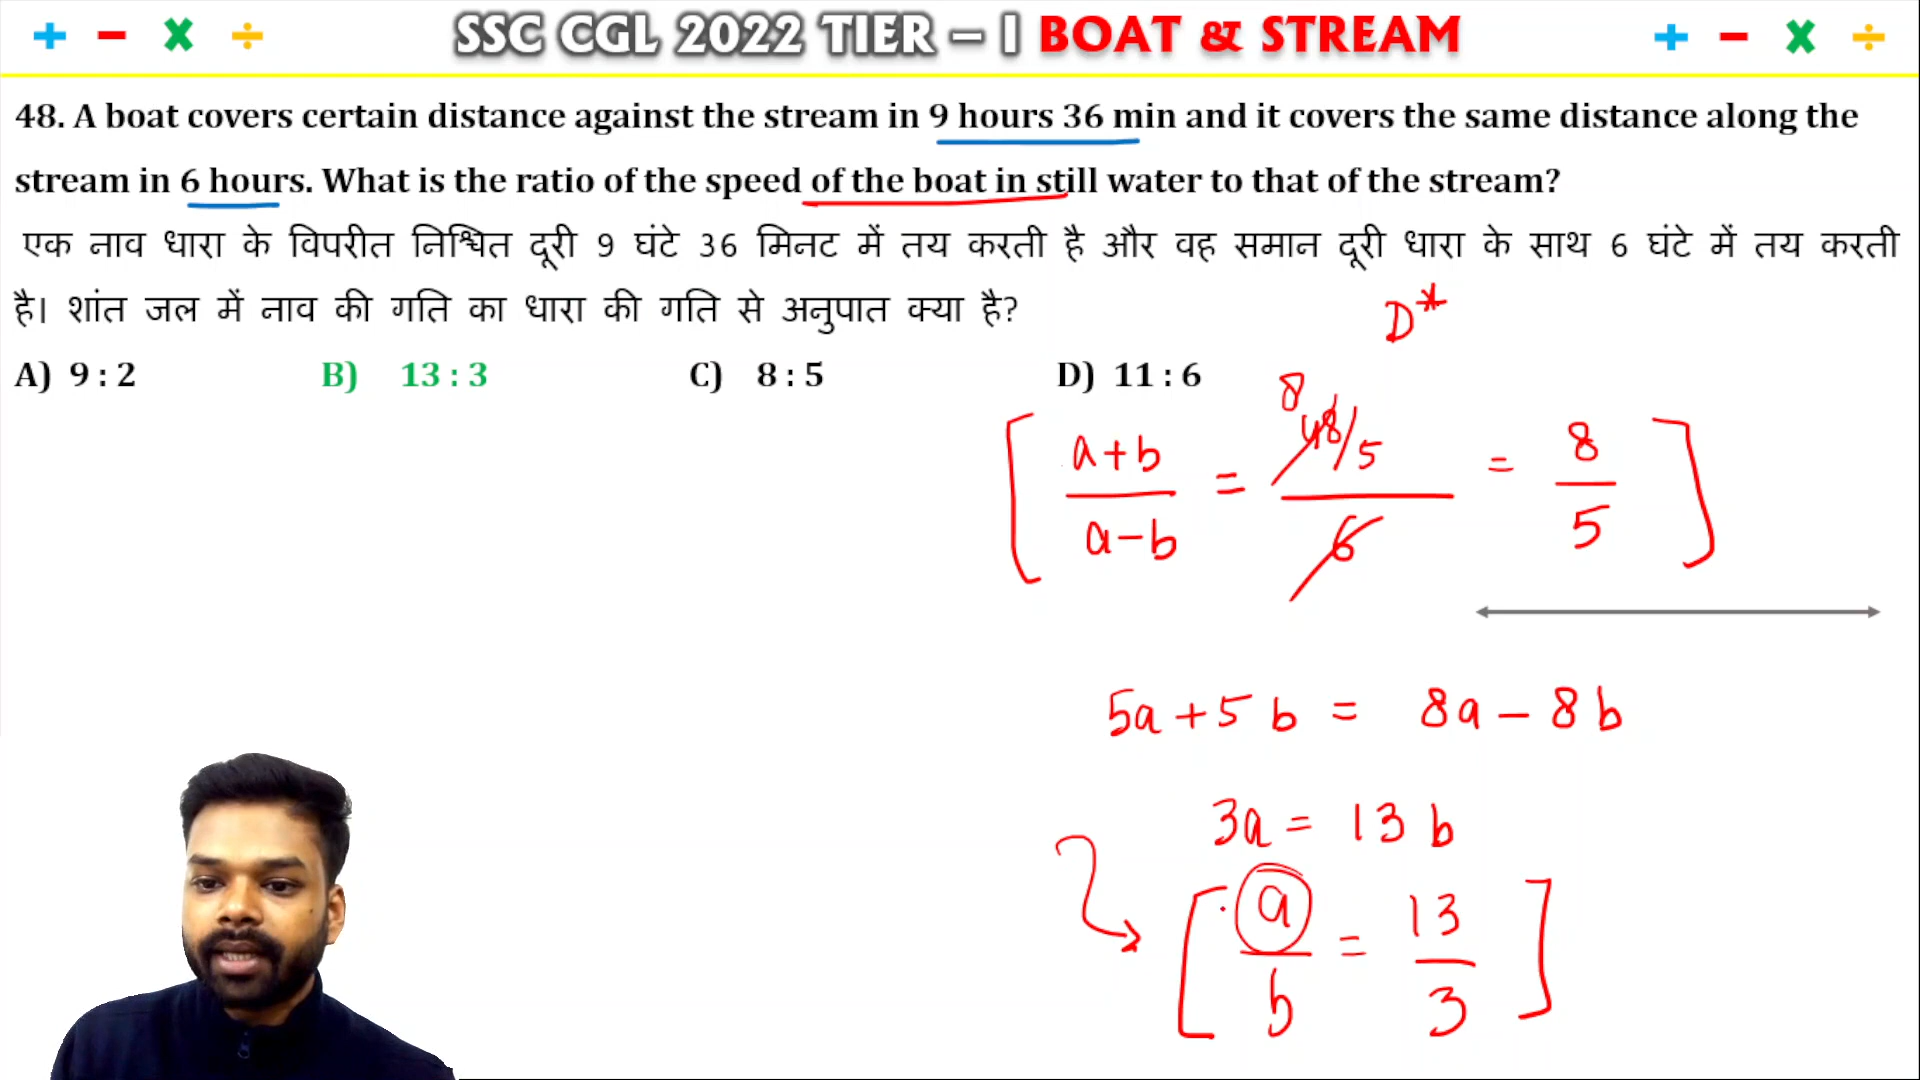 + − × ÷ SSC CGL 2022 TIER – I BOAT & STREAM + − × ÷
48. A boat covers certain distance against the stream in 9 hours 36 min and it covers the same distance along the
stream in 6 hours. What is the ratio of the speed of the boat in still water to that of the stream?
एक नाव धारा के विपरीत निश्चित दूरी 9 घंटे 36 मिनट में तय करती है और वह समान दूरी धारा के साथ 6 घंटे में तय करती
है। शांत जल में नाव की गति का धारा की गति से अनुपात क्या है?
D*
A) 9 : 2 B) 13 : 3 C) 8 : 5 D) 11 : 6
8
[ a+b / a-b = 48/5 / 6 = 8 / 5 ]
5a + 5b = 8a - 8b
3a = 13 b
[ a / b = 13 / 3 ]